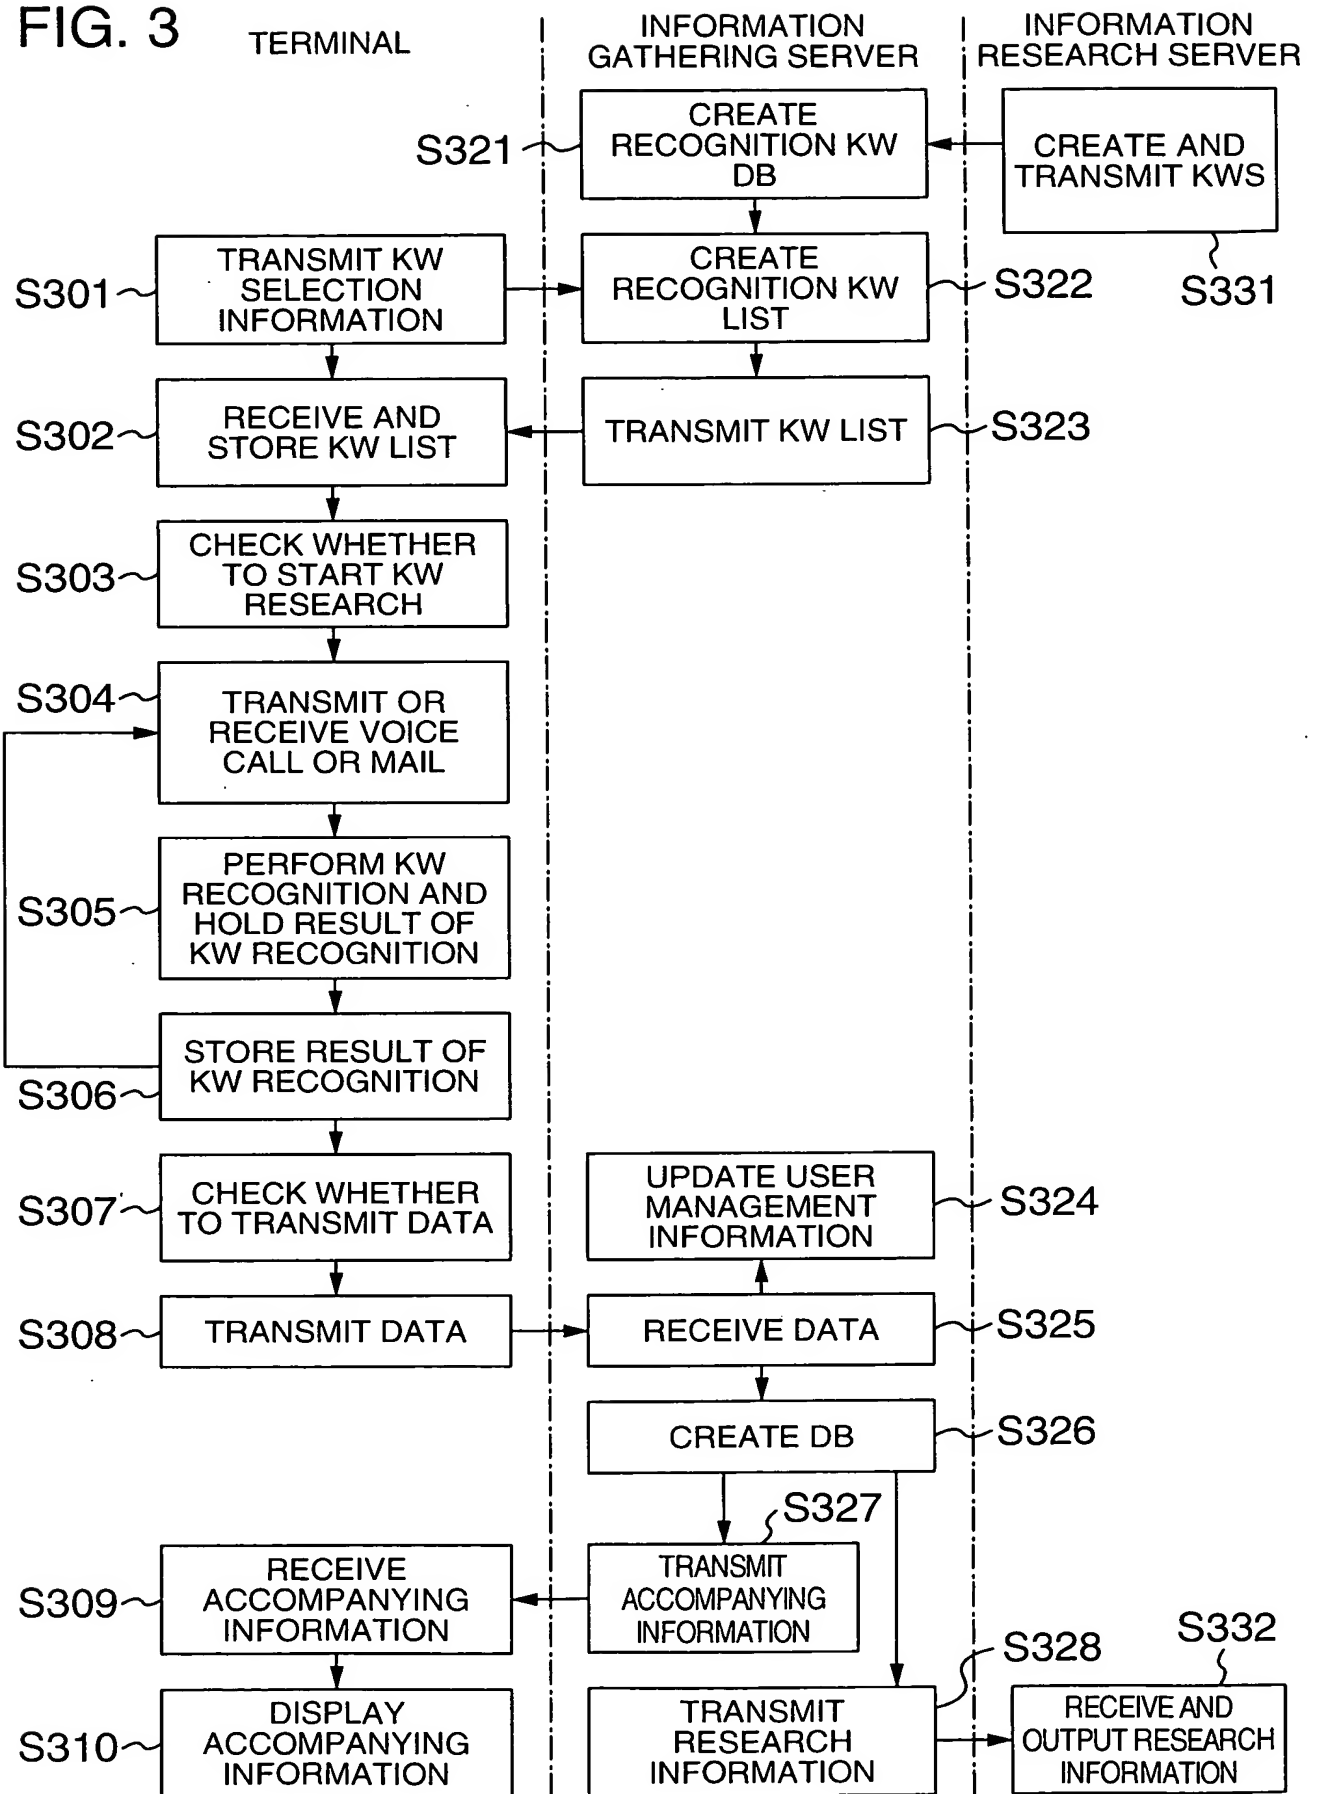 FIG. 3
TERMINAL
INFORMATION
GATHERING SERVER
INFORMATION
RESEARCH SERVER
S321
CREATE
RECOGNITION KW
DB
CREATE AND
TRANSMIT KWS
S331
S301
TRANSMIT KW
SELECTION
INFORMATION
CREATE
RECOGNITION KW
LIST
S322
S302
RECEIVE AND
STORE KW LIST
TRANSMIT KW LIST
S323
S303
CHECK WHETHER
TO START KW
RESEARCH
S304
TRANSMIT OR
RECEIVE VOICE
CALL OR MAIL
S305
PERFORM KW
RECOGNITION AND
HOLD RESULT OF
KW RECOGNITION
S306
STORE RESULT OF
KW RECOGNITION
S307
CHECK WHETHER
TO TRANSMIT DATA
UPDATE USER
MANAGEMENT
INFORMATION
S324
S308
TRANSMIT DATA
RECEIVE DATA
S325
CREATE DB
S326
S327
S309
RECEIVE
ACCOMPANYING
INFORMATION
TRANSMIT
ACCOMPANYING
INFORMATION
S310
DISPLAY
ACCOMPANYING
INFORMATION
TRANSMIT
RESEARCH
INFORMATION
S328
S332
RECEIVE AND
OUTPUT RESEARCH
INFORMATION